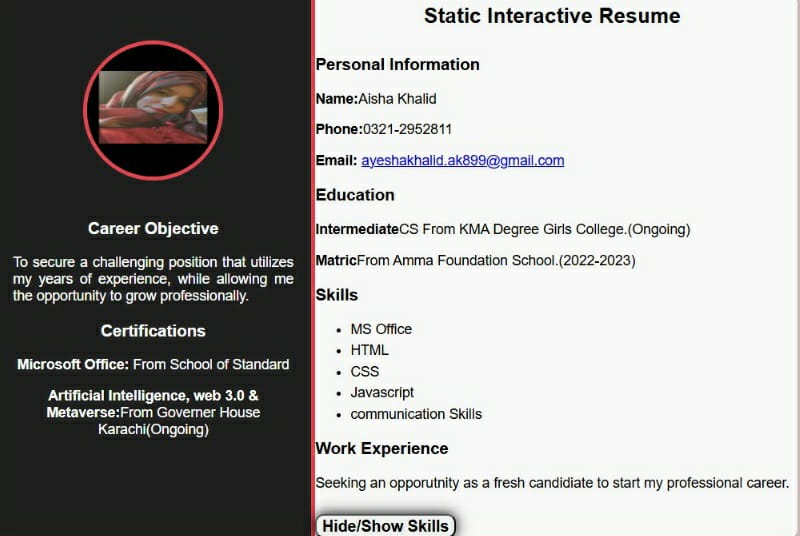 Static Interactive Resume
Career Objective
To secure a challenging position that utilizes
my years of experience, while allowing me
the opportunity to grow professionally.
Certifications
Microsoft Office: From School of Standard
Artificial Intelligence, web 3.0 &
Metaverse:From Governer House
Karachi(Ongoing)
Personal Information
Name:Aisha Khalid
Phone:0321-2952811
Email: ayeshakhalid.ak899@gmail.com
Education
IntermediateCS From KMA Degree Girls College.(Ongoing)
MatricFrom Amma Foundation School.(2022-2023)
Skills
• MS Office
• HTML
• CSS
• Javascript
• communication Skills
Work Experience
Seeking an opporutnity as a fresh candidiate to start my professional career.
Hide/Show Skills